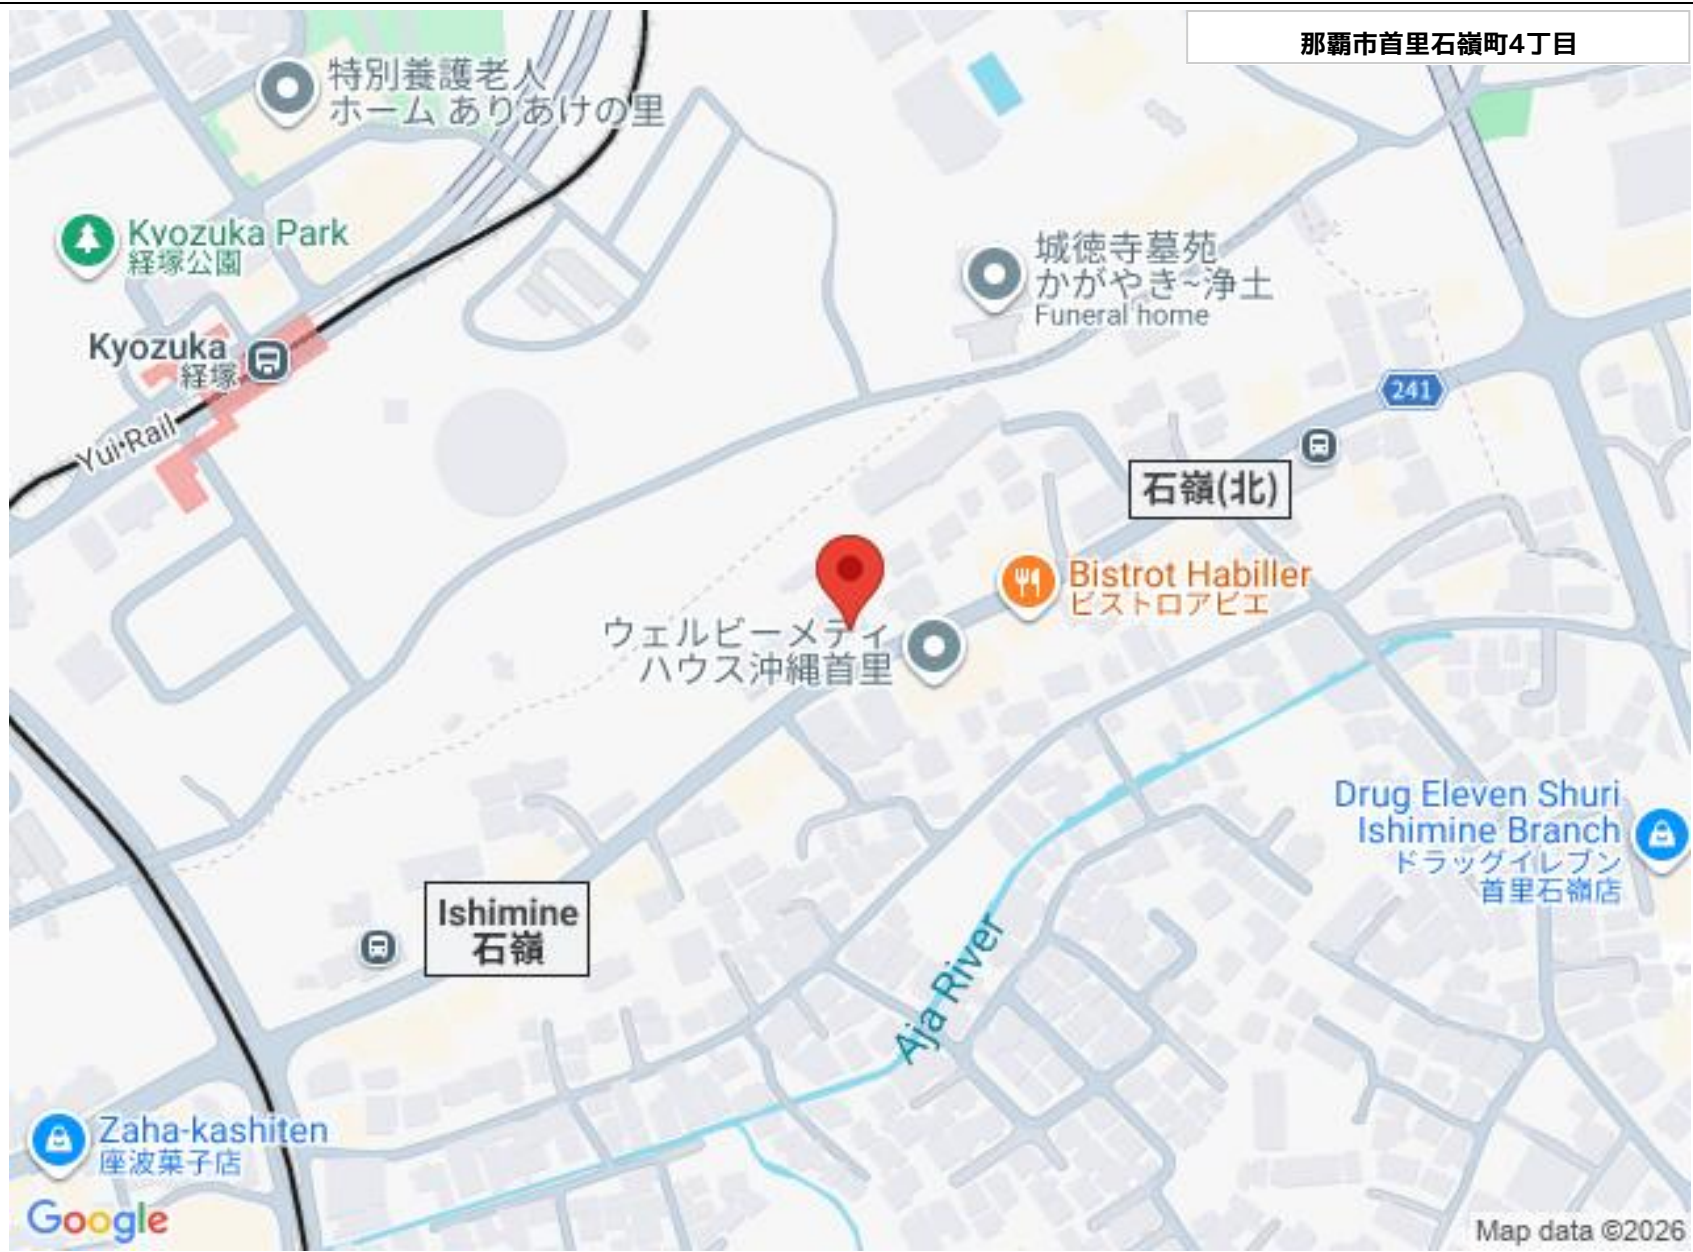 那覇市首里石嶺町4丁目
特別養護老人
ホーム ありあけの里
Kyozuka Park
経塚公園
城徳寺墓苑
かがやき~浄土
Funeral home
Kyozuka
経塚
Yui Rail
241
石嶺(北)
Bistrot Habiller
ビストロアビエ
ウェルビーメディ
ハウス沖縄首里
Drug Eleven Shuri
Ishimine Branch
ドラッグイレブン
首里石嶺店
Ishimine
石嶺
Aja River
Zaha-kashiten
座波菓子店
Google
Map data ©2026